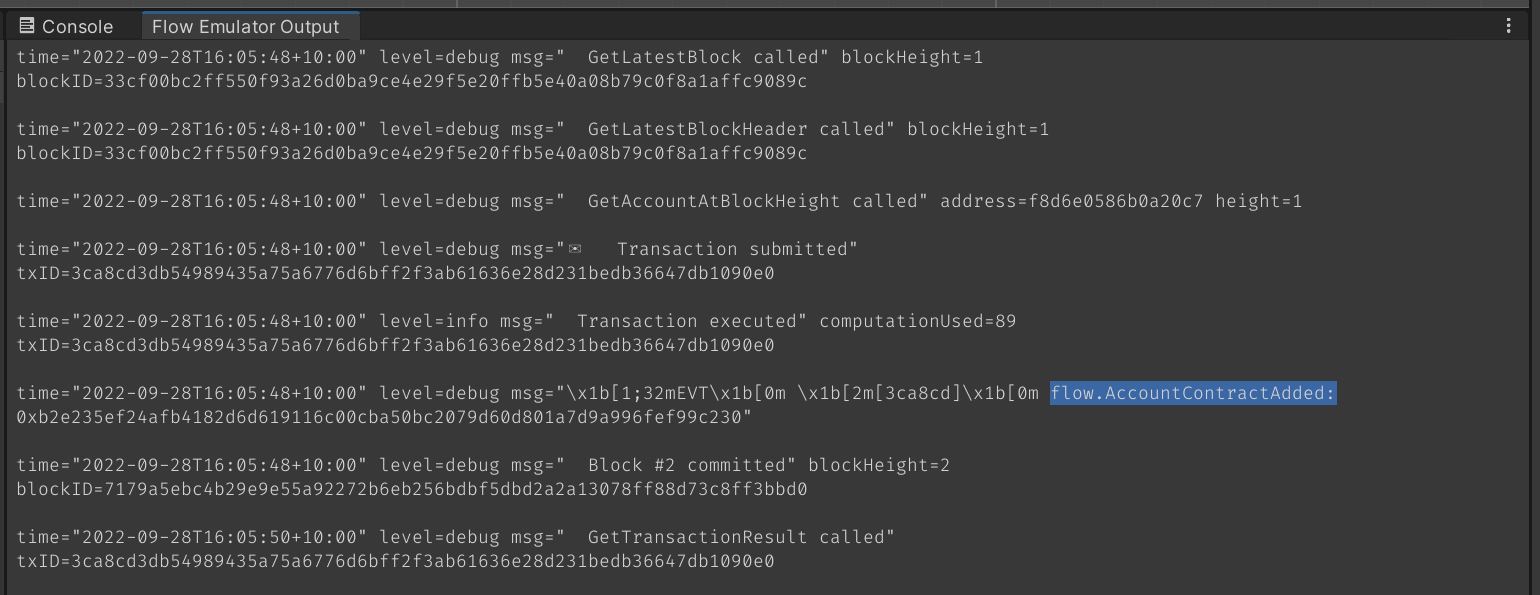 Console
Flow Emulator Output
time="2022-09-28T16:05:48+10:00" level=debug msg="  GetLatestBlock called" blockHeight=1
blockID=33cf00bc2ff550f93a26d0ba9ce4e29f5e20ffb5e40a08b79c0f8a1affc9089c
time="2022-09-28T16:05:48+10:00" level=debug msg="  GetLatestBlockHeader called" blockHeight=1
blockID=33cf00bc2ff550f93a26d0ba9ce4e29f5e20ffb5e40a08b79c0f8a1affc9089c
time="2022-09-28T16:05:48+10:00" level=debug msg="  GetAccountAtBlockHeight called" address=f8d6e0586b0a20c7 height=1
time="2022-09-28T16:05:48+10:00" level=debug msg="✉   Transaction submitted"
txID=3ca8cd3db54989435a75a6776d6bff2f3ab61636e28d231bedb36647db1090e0
time="2022-09-28T16:05:48+10:00" level=info msg="  Transaction executed" computationUsed=89
txID=3ca8cd3db54989435a75a6776d6bff2f3ab61636e28d231bedb36647db1090e0
time="2022-09-28T16:05:48+10:00" level=debug msg="\x1b[1;32mEVT\x1b[0m \x1b[2m[3ca8cd]\x1b[0m flow.AccountContractAdded:
0xb2e235ef24afb4182d6d619116c00cba50bc2079d60d801a7d9a996fef99c230"
time="2022-09-28T16:05:48+10:00" level=debug msg="  Block #2 committed" blockHeight=2
blockID=7179a5ebc4b29e9e55a92272b6eb256bdbf5dbd2a2a13078ff88d73c8ff3bbd0
time="2022-09-28T16:05:50+10:00" level=debug msg="  GetTransactionResult called"
txID=3ca8cd3db54989435a75a6776d6bff2f3ab61636e28d231bedb36647db1090e0